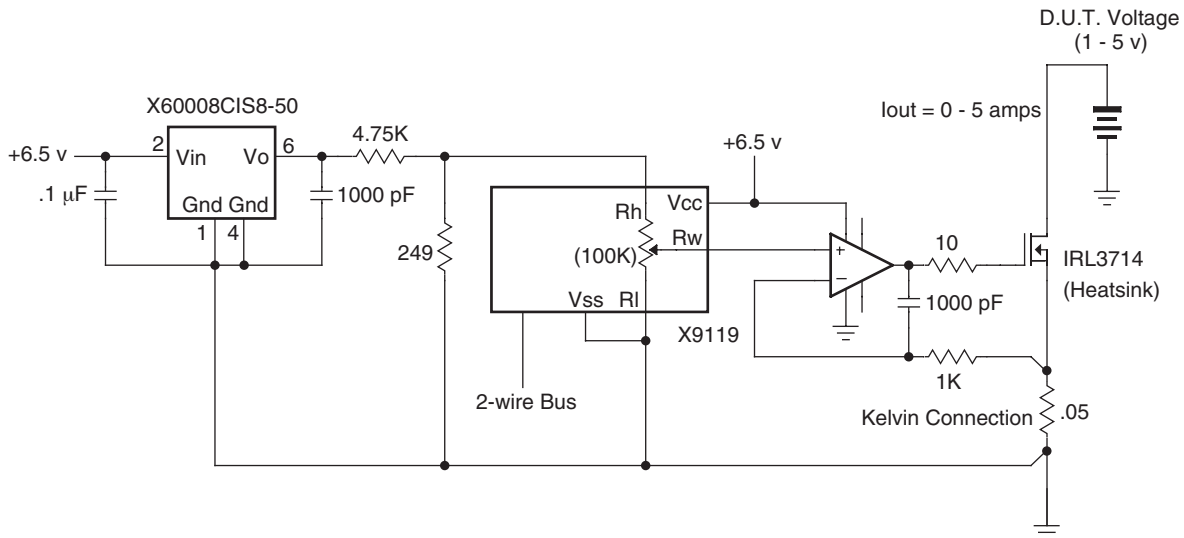 D.U.T. Voltage
(1 - 5 v)
X60008CIS8-50
Iout = 0 - 5 amps
4.75K
+6.5 v
+6.5 v
2
Vin
Vo
6
.1 µF
1000 pF
Gnd
Gnd
1
4
249
Rh
Vcc
Rw
(100K)
Vss
Rl
X9119
2-wire Bus
+
–
10
1000 pF
IRL3714
(Heatsink)
1K
Kelvin Connection
.05